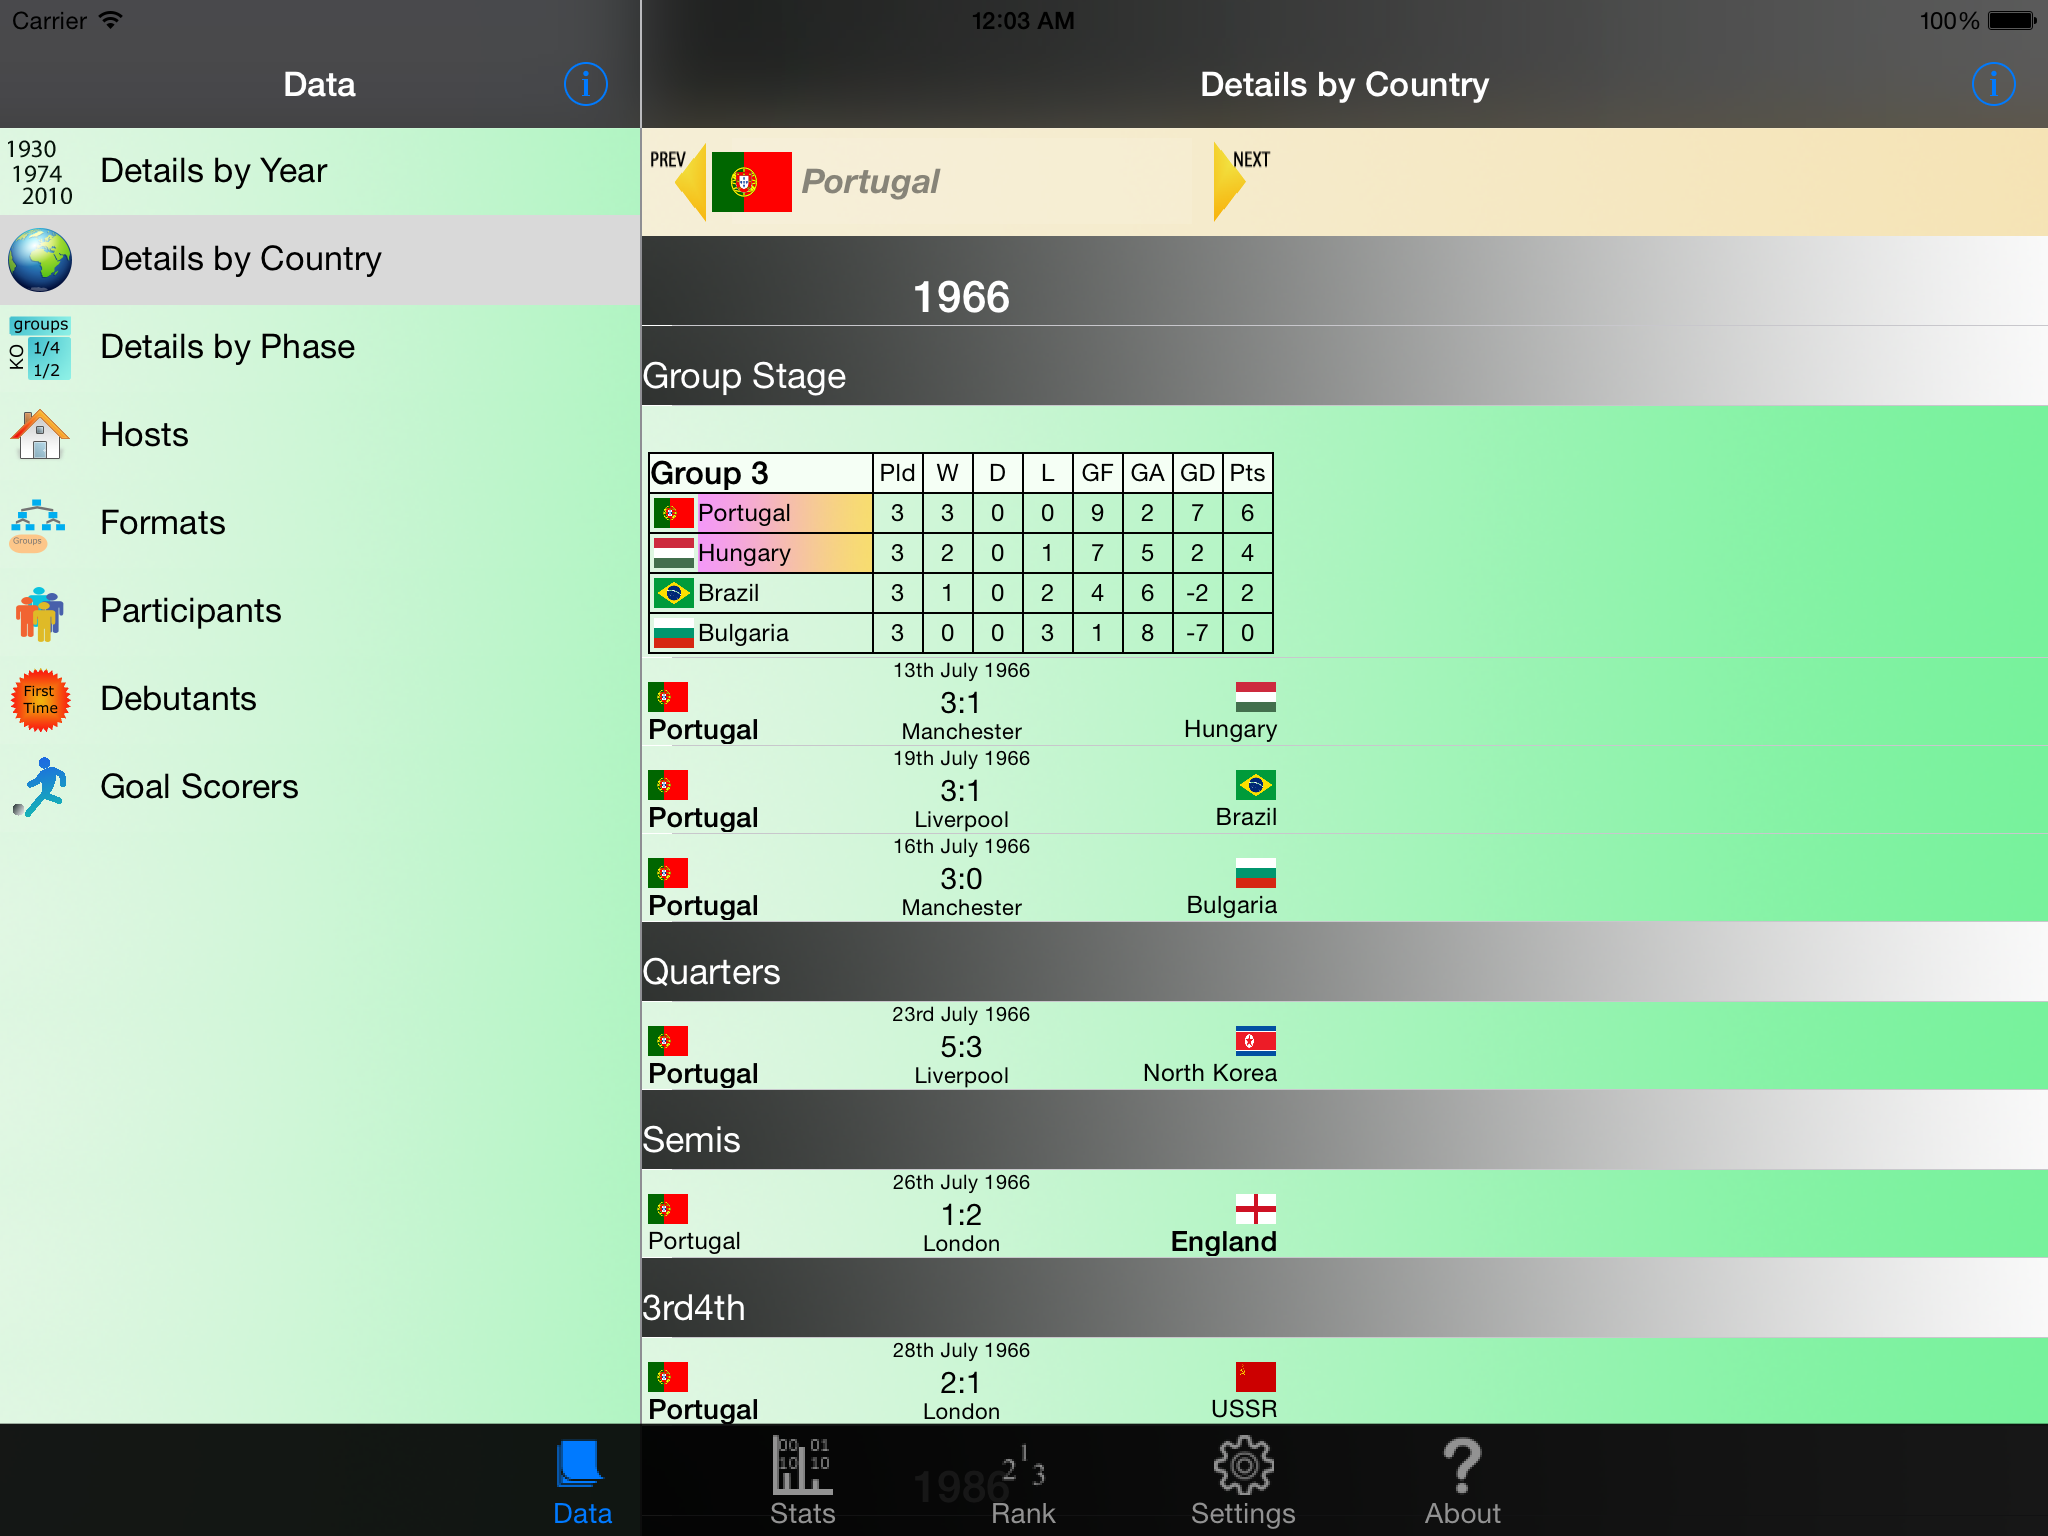 Carrier
12:03 AM
100%
Data
i
Details by Country
i
1930
1974
2010
Details by Year
Details by Country
groups
KO
1/4
1/2
Details by Phase
Hosts
Groups
Formats
Participants
First
Time
Debutants
Goal Scorers
PREV
Portugal
NEXT
1966
Group Stage
Group 3 Pld W D L GF GA GD Pts
Portugal 3 3 0 0 9 2 7 6
Hungary 3 2 0 1 7 5 2 4
Brazil 3 1 0 2 4 6 -2 2
Bulgaria 3 0 0 3 1 8 -7 0
13th July 1966
3:1
Portugal Manchester Hungary
19th July 1966
3:1
Portugal Liverpool Brazil
16th July 1966
3:0
Portugal Manchester Bulgaria
Quarters
23rd July 1966
5:3
Portugal Liverpool North Korea
Semis
26th July 1966
1:2
Portugal London England
3rd4th
28th July 1966
2:1
Portugal London USSR
1986
00 01
10 10
1
2 3
?
Data
Stats
Rank
Settings
About